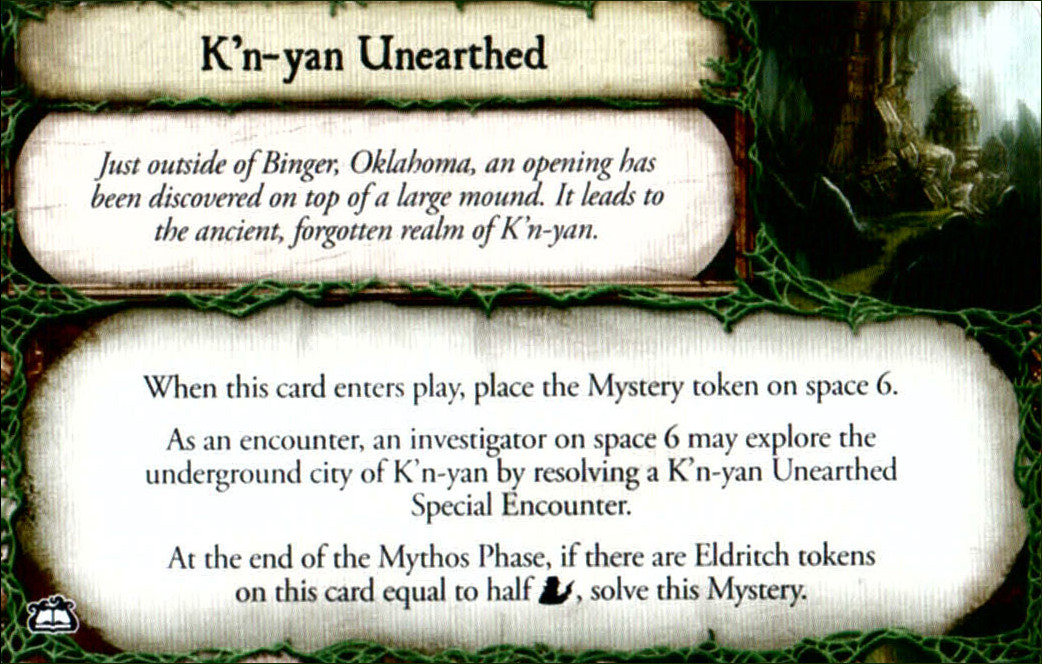 K'n-yan Unearthed
Just outside of Binger, Oklahoma, an opening has
been discovered on top of a large mound. It leads to
the ancient, forgotten realm of K'n-yan.
When this card enters play, place the Mystery token on space 6.
As an encounter, an investigator on space 6 may explore the
underground city of K'n-yan by resolving a K'n-yan Unearthed
Special Encounter.
At the end of the Mythos Phase, if there are Eldritch tokens
on this card equal to half , solve this Mystery.